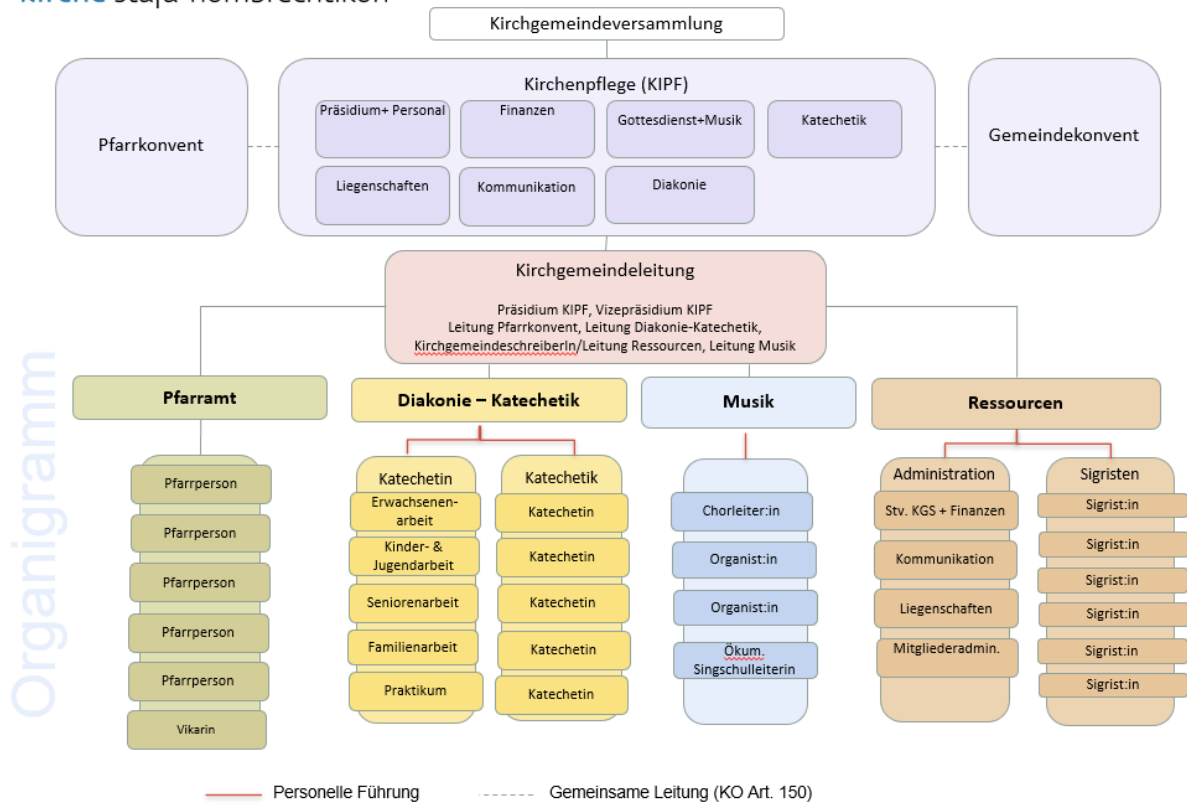 kirche stäfa-hombrechtikon
Kirchgemeindeversammlung
Kirchenpflege (KIPF)
Präsidium+ Personal
Finanzen
Gottesdienst+Musik
Katechetik
Liegenschaften
Kommunikation
Diakonie
Pfarrkonvent
Gemeindekonvent
Kirchgemeindeleitung
Präsidium KIPF, Vizepräsidium KIPF
Leitung Pfarrkonvent, Leitung Diakonie-Katechetik,
KirchgemeindeschreiberIn/Leitung Ressourcen, Leitung Musik
Organigramm
Pfarramt
Pfarrperson
Pfarrperson
Pfarrperson
Pfarrperson
Pfarrperson
Vikarin
Diakonie – Katechetik
Katechetin
Erwachsenen-
arbeit
Kinder- &
Jugendarbeit
Seniorenarbeit
Familienarbeit
Praktikum
Katechetik
Katechetin
Katechetin
Katechetin
Katechetin
Katechetin
Musik
Chorleiter:in
Organist:in
Organist:in
Ökum.
Singschulleiterin
Ressourcen
Administration
Stv. KGS + Finanzen
Kommunikation
Liegenschaften
Mitgliederadmin.
Sigristen
Sigrist:in
Sigrist:in
Sigrist:in
Sigrist:in
Sigrist:in
Sigrist:in
Personelle Führung
Gemeinsame Leitung (KO Art. 150)